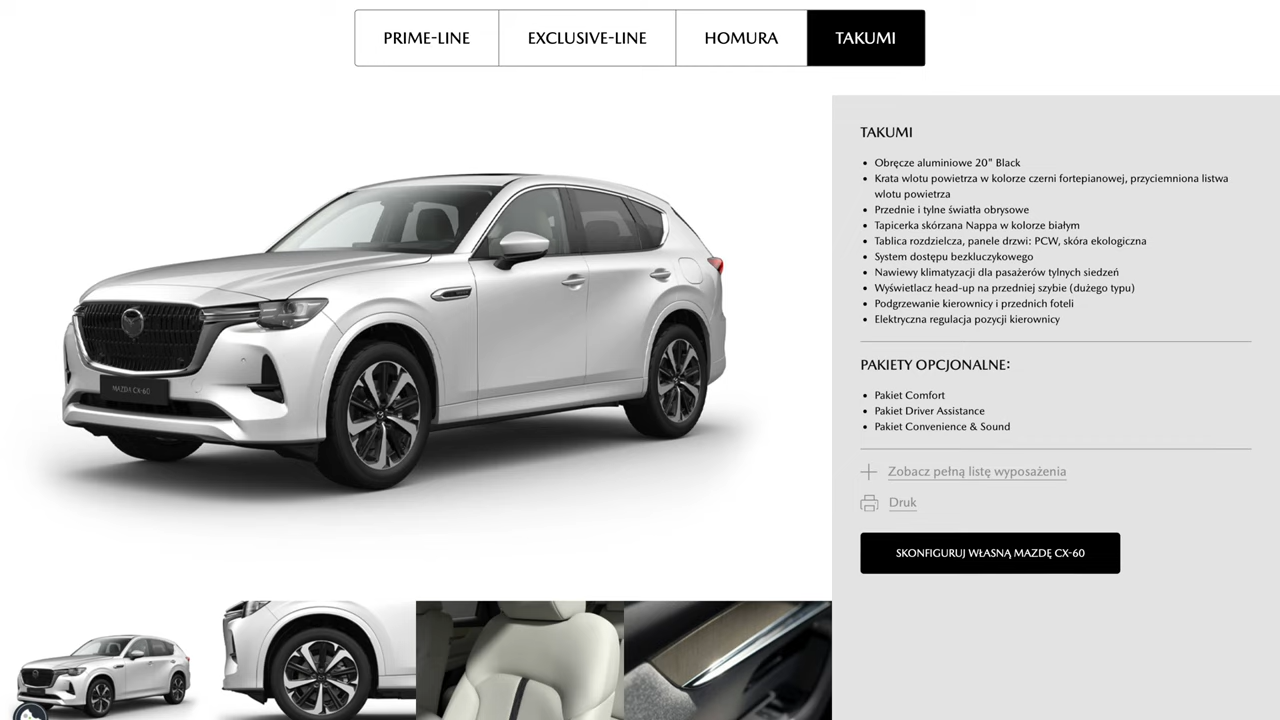 PRIME-LINE
EXCLUSIVE-LINE
HOMURA
TAKUMI
TAKUMI
Obręcze aluminiowe 20" Black
Krata wlotu powietrza w kolorze czerni fortepianowej, przyciemniona listwa
wlotu powietrza
Przednie i tylne światła obrysowe
Tapicerka skórzana Nappa w kolorze białym
Tablica rozdzielcza, panele drzwi: PCW, skóra ekologiczna
System dostępu bezkluczykowego
Nawiewy klimatyzacji dla pasażerów tylnych siedzeń
Wyświetlacz head-up na przedniej szybie (dużego typu)
Podgrzewanie kierownicy i przednich foteli
Elektryczna regulacja pozycji kierownicy
PAKIETY OPCJONALNE:
Pakiet Comfort
Pakiet Driver Assistance
Pakiet Convenience & Sound
Zobacz pełną listę wyposażenia
Druk
SKONFIGURUJ WŁASNĄ MAZDĘ CX-60
MAZDA CX-60